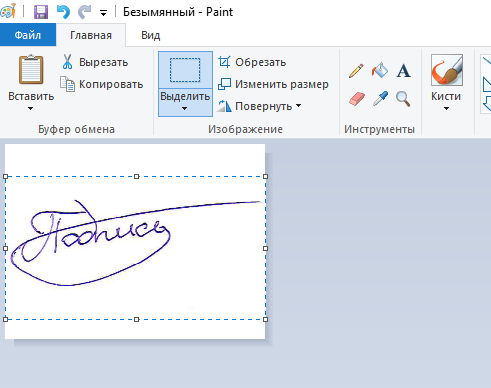 Безымянный - Paint
Файл Главная Вид
Вставить
Вырезать
Копировать
Буфер обмена
Выделить
Обрезать
Изменить размер
Повернуть
Изображение
A
Инструменты
Кисти
Подпись